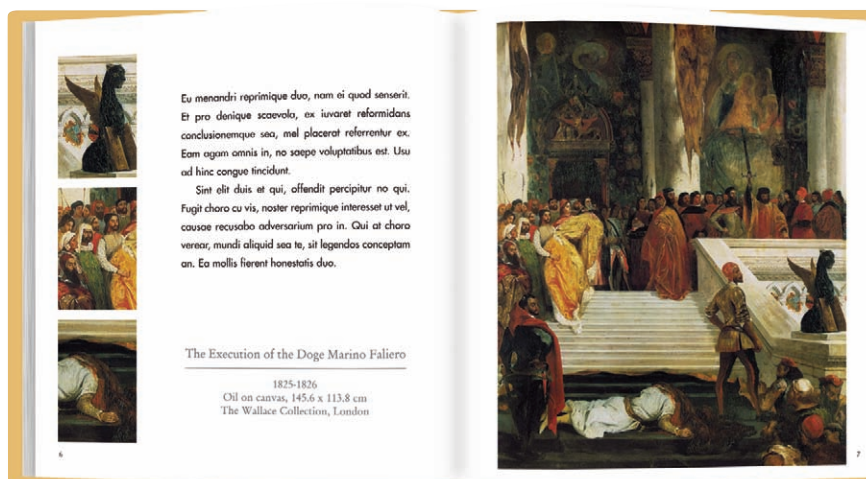 Eu menandri reprimique duo, nam ei quod senserit.
Et pro denique scaevola, ex iuvaret reformidans
conclusionemque sea, mel placerat referrentur ex.
Eam agam omnis in, no saepe voluptatibus est. Usu
ad hinc congue tincidunt.
Sint elit duis et qui, offendit percipitur no qui.
Fugit choro cu vis, noster reprimique interesset ut vel,
causae recusabo adversarium pro in. Qui at choro
verear, mundi aliquid sea te, sit legendos conceptam
an. Ea mollis fierent honestatis duo.
The Execution of the Doge Marino Faliero
1825-1826
Oil on canvas, 145.6 x 113.8 cm
The Wallace Collection, London
6
7